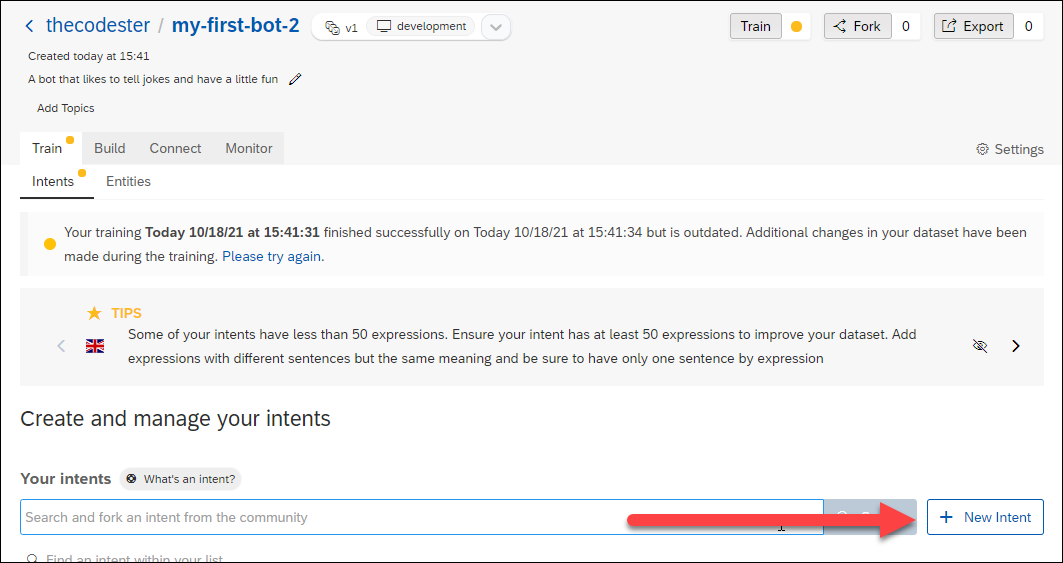 thecodester / my-first-bot-2 v1 development Train Fork 0 Export 0
Created today at 15:41
A bot that likes to tell jokes and have a little fun
Add Topics
Train Build Connect Monitor Settings
Intents Entities
Your training Today 10/18/21 at 15:41:31 finished successfully on Today 10/18/21 at 15:41:34 but is outdated. Additional changes in your dataset have been
made during the training. Please try again.
TIPS
Some of your intents have less than 50 expressions. Ensure your intent has at least 50 expressions to improve your dataset. Add
expressions with different sentences but the same meaning and be sure to have only one sentence by expression
Create and manage your intents
Your intents What's an intent?
Search and fork an intent from the community New Intent
Find an intent within your list